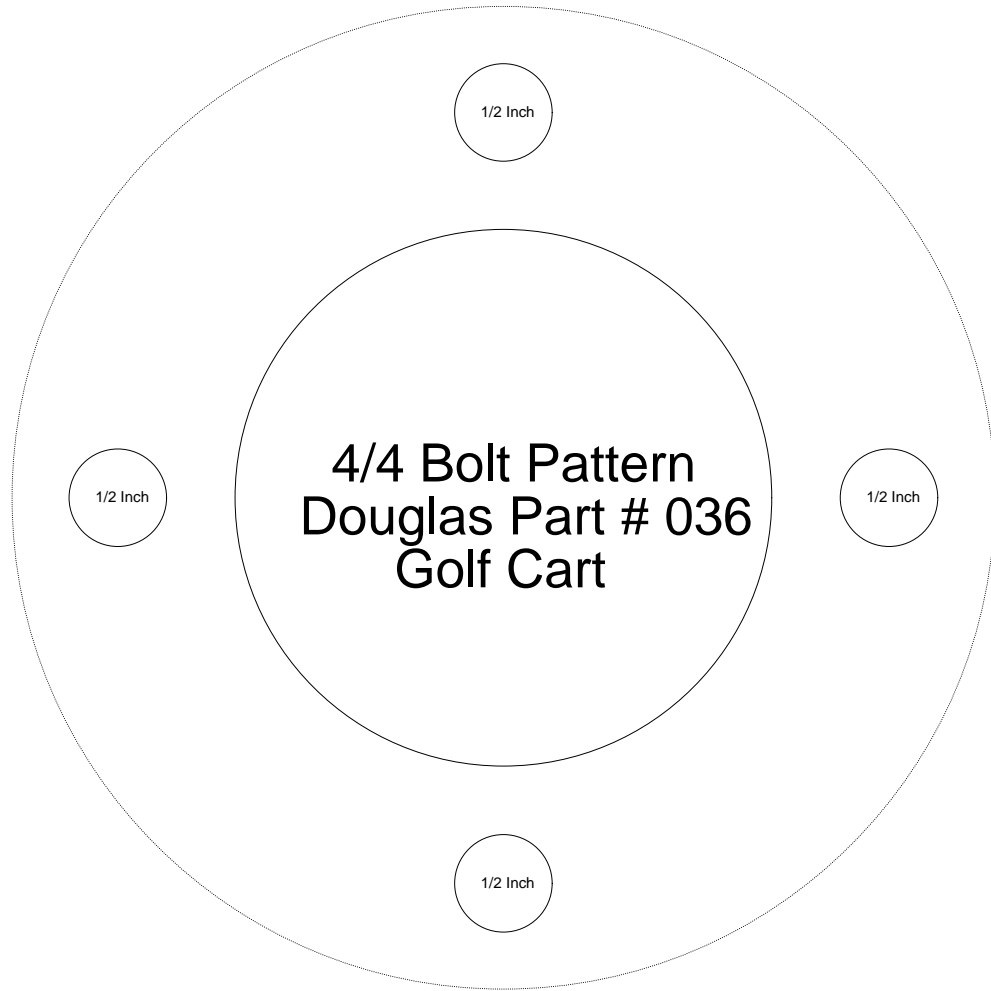 1/2 Inch
1/2 Inch
4/4 Bolt Pattern
Douglas Part # 036
Golf Cart
1/2 Inch
1/2 Inch